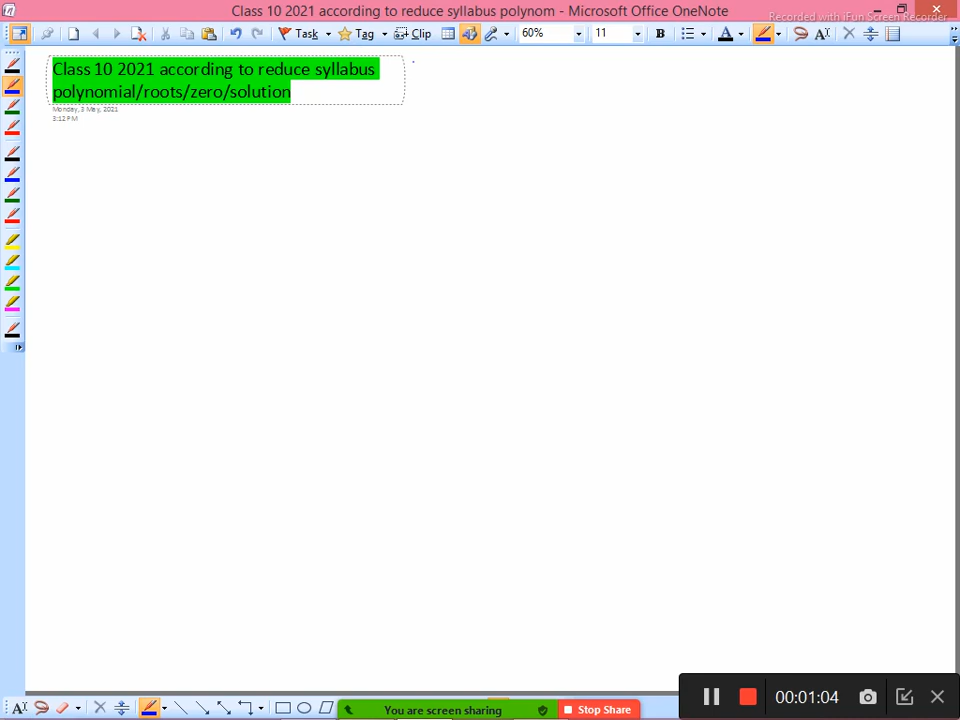 Class 10 2021 according to reduce syllabus polynom - Microsoft Office OneNote
Recorded with iFun Screen Recorder
Task Tag Clip 60% 11 B A
Class 10 2021 according to reduce syllabus
polynomial/roots/zero/solution
Monday, 3 May, 2021
3:12 PM
You are screen sharing
Stop Share
00:01:04